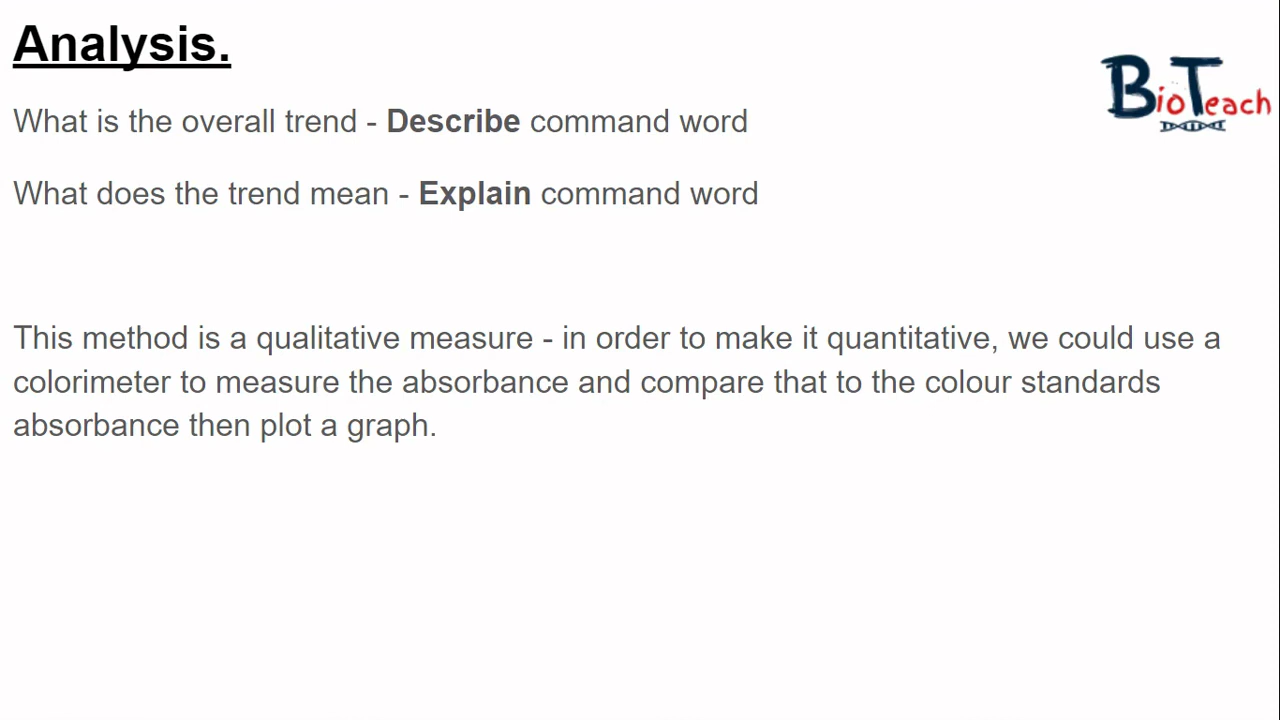 Analysis.
BioTeach
What is the overall trend - Describe command word
What does the trend mean - Explain command word
This method is a qualitative measure - in order to make it quantitative, we could use a
colorimeter to measure the absorbance and compare that to the colour standards
absorbance then plot a graph.